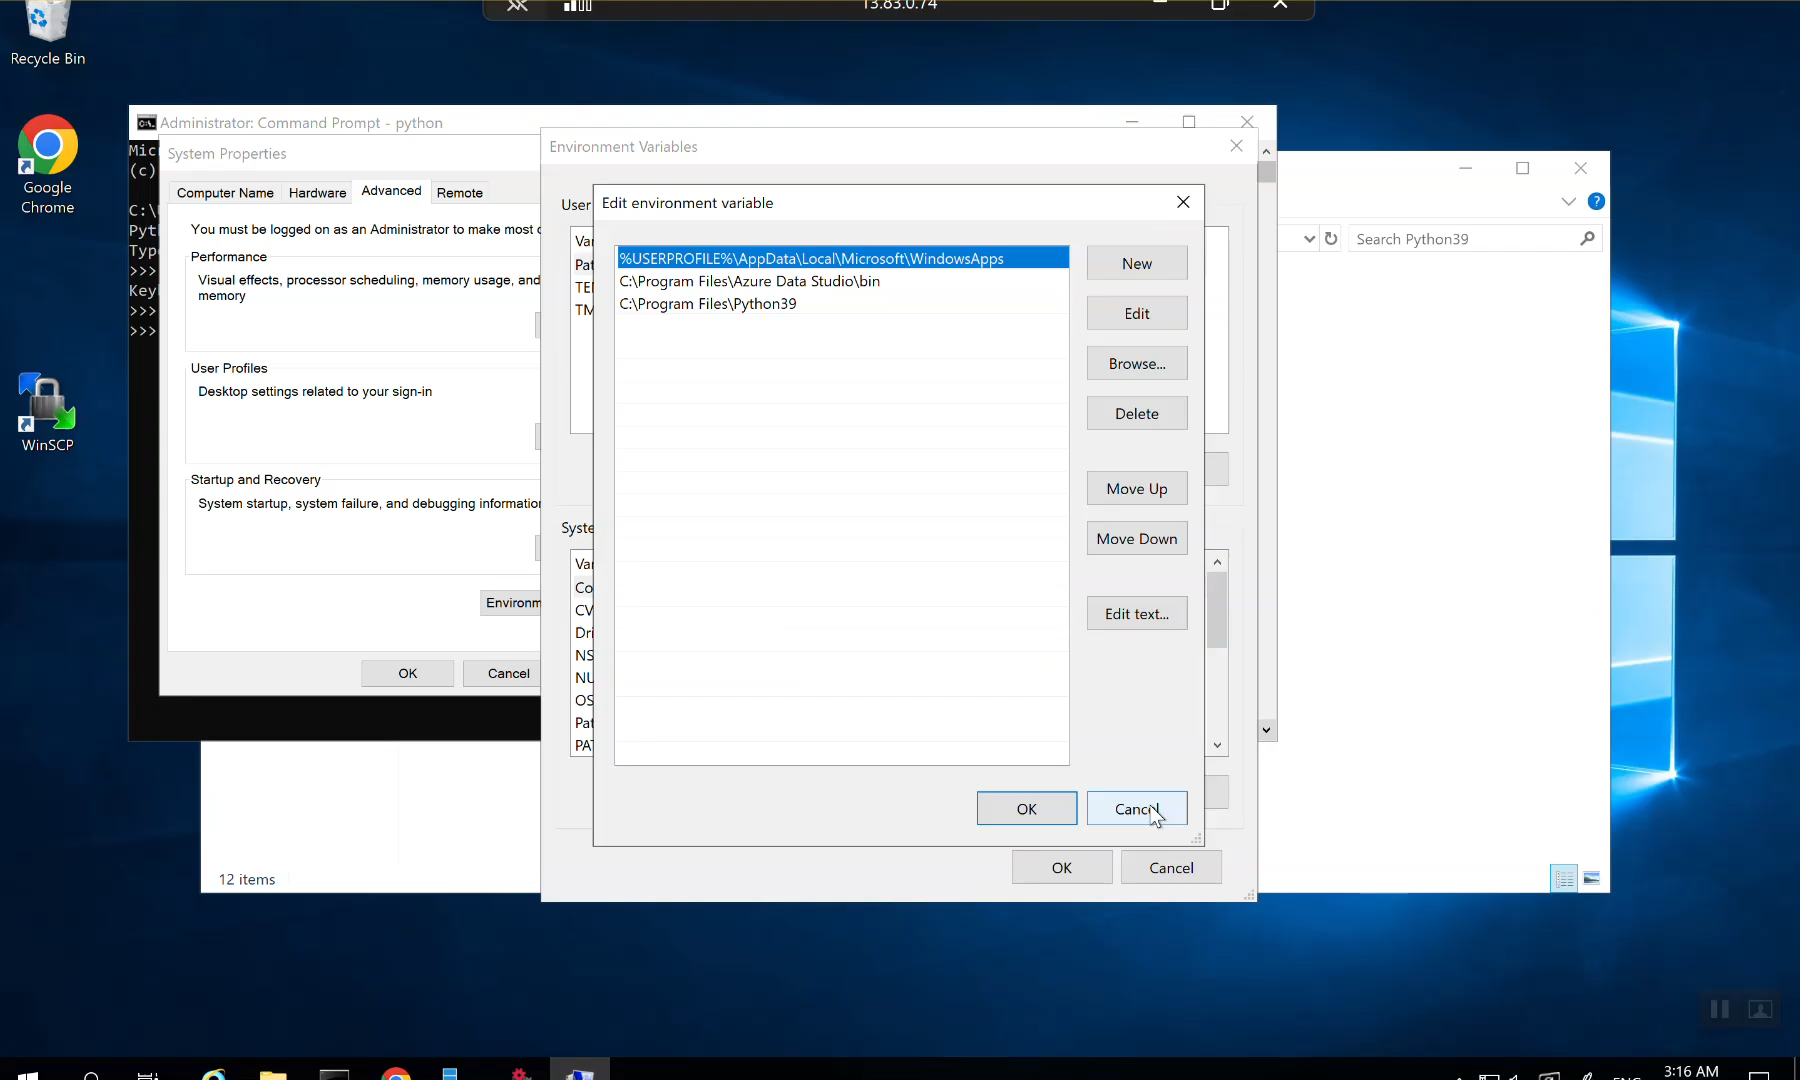 13.83.0.74
Recycle Bin
Google
Chrome
WinSCP
Administrator: Command Prompt - python
(c)
>>>
>>>
>>>
System Properties
Computer Name
Hardware
Advanced
Remote
You must be logged on as an Administrator to make most
Performance
Visual effects, processor scheduling, memory usage, and
memory
User Profiles
Desktop settings related to your sign-in
Startup and Recovery
System startup, system failure, and debugging
OK
Cancel
Environment Variables
User
Edit environment variable
%USERPROFILE%\AppData\Local\Microsoft\WindowsApps
C:\Program Files\Azure Data Studio\bin
C:\Program Files\Python39
New
Edit
Browse...
Delete
Move Up
Move Down
Edit text...
OK
Cancel
OK
Cancel
Search Python39
12 items
3:16 AM